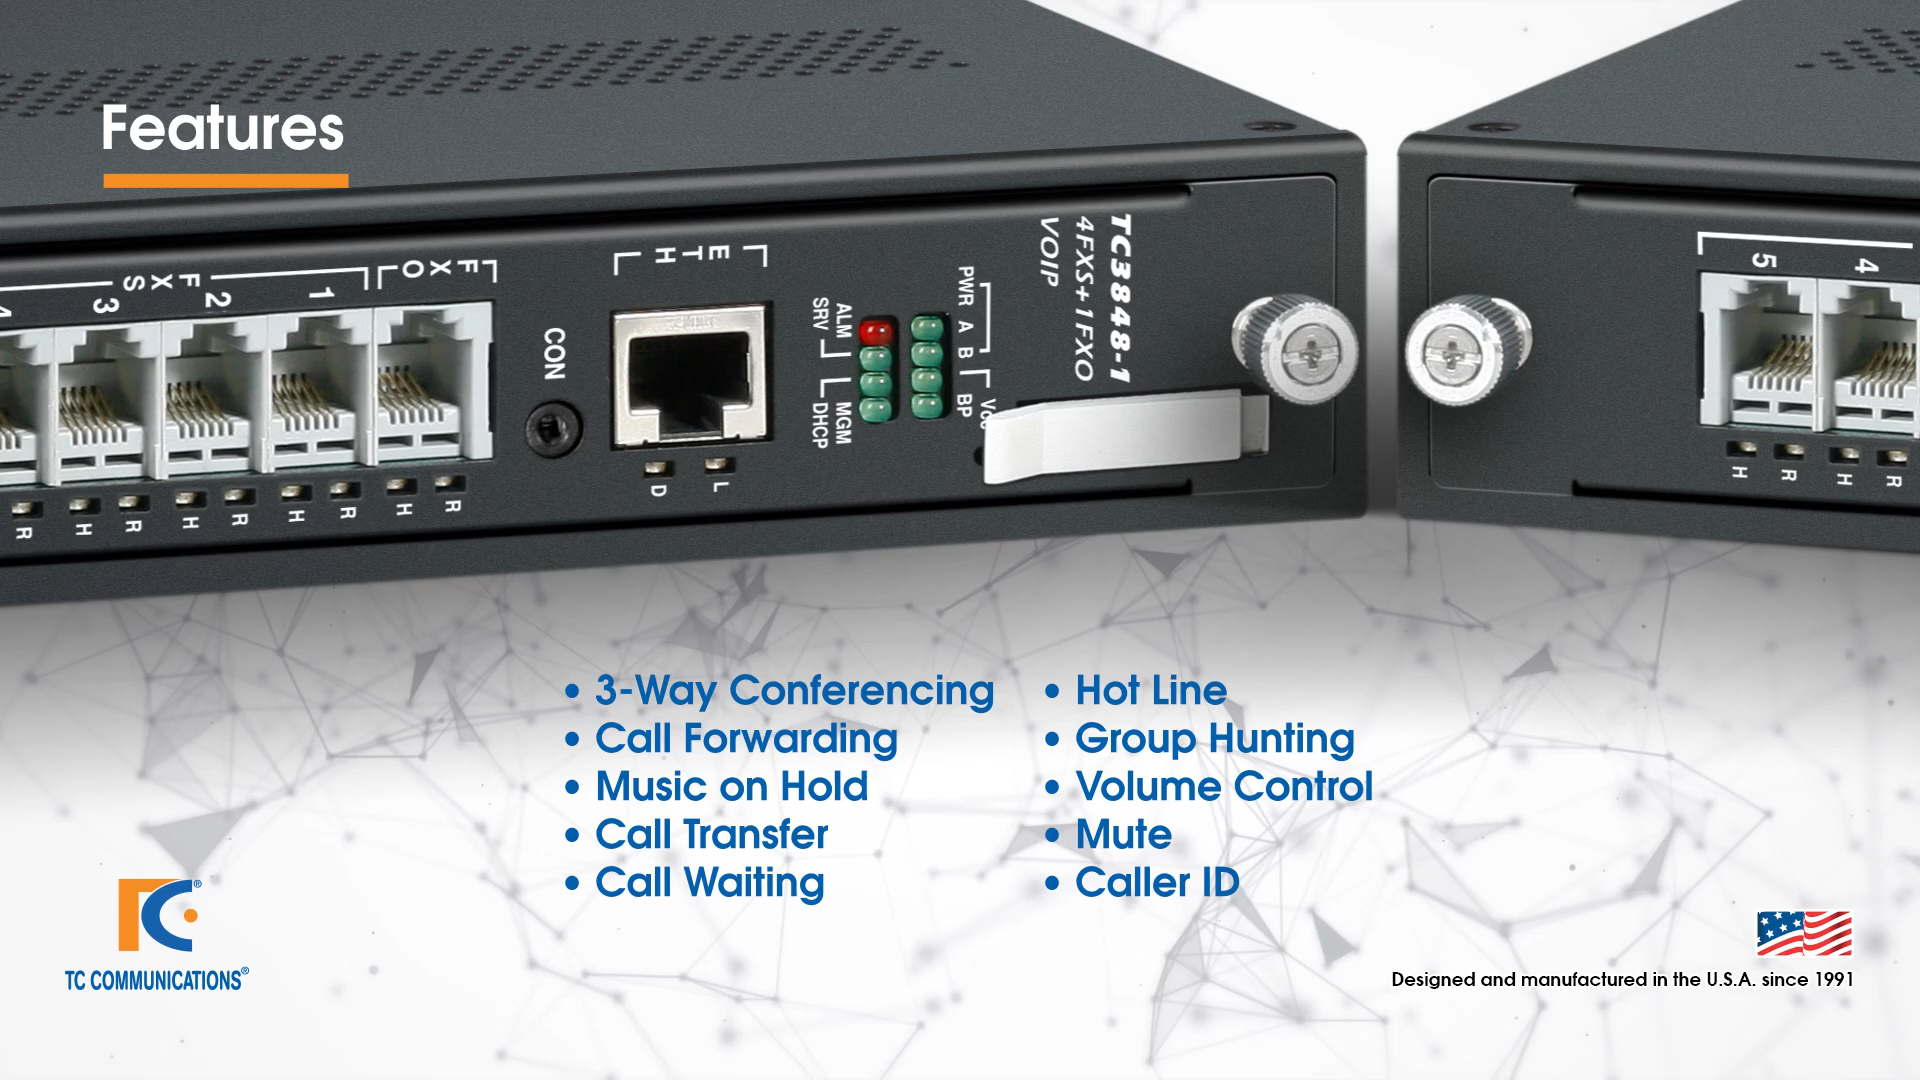 Features
TC3848-1
4FXS+1FXO
VOIP
FXO
FXS
1
2
3
4
ETH
CON
ALM
SRV
MGM
DHCP
PWR A B
BP
D
L
R
H
R
H
R
H
R
H
R
5
4
H
R
H
R
• 3-Way Conferencing
• Call Forwarding
• Music on Hold
• Call Transfer
• Call Waiting
• Hot Line
• Group Hunting
• Volume Control
• Mute
• Caller ID
TC®
TC COMMUNICATIONS®
Designed and manufactured in the U.S.A. since 1991